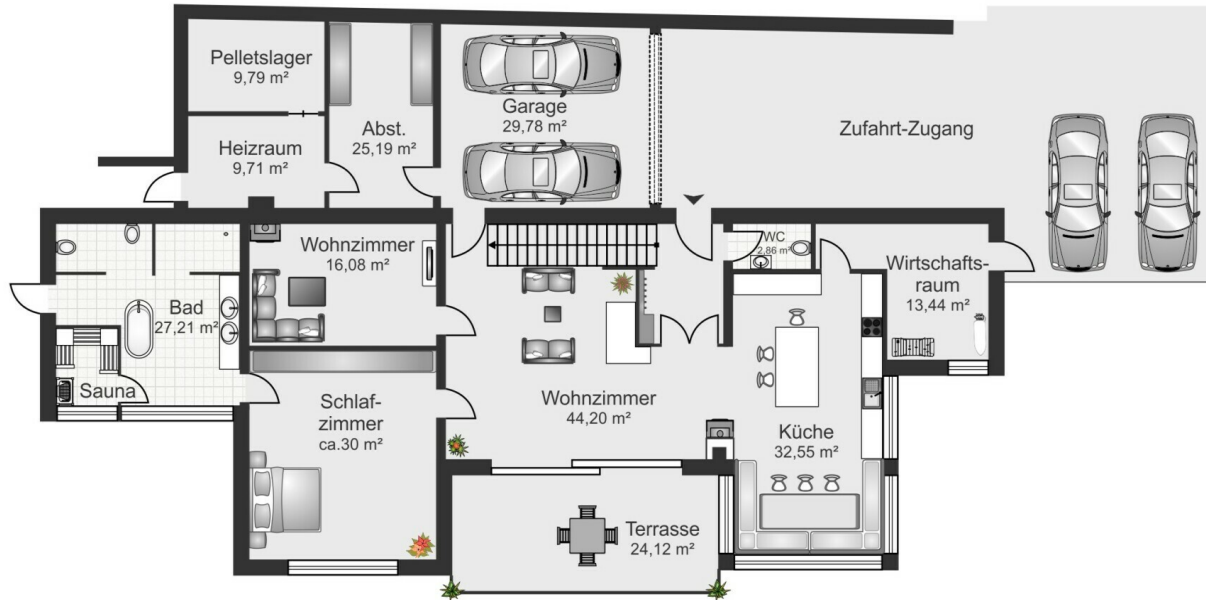 Pelletslager
9,79 m²
Heizraum
9,71 m²
Abst.
25,19 m²
Garage
29,78 m²
Zufahrt-Zugang
Wohnzimmer
16,08 m²
WC
2,86 m²
Wirtschafts-
raum
13,44 m²
Bad
27,21 m²
Sauna
Schlaf-
zimmer
ca.30 m²
Wohnzimmer
44,20 m²
Küche
32,55 m²
Terrasse
24,12 m²